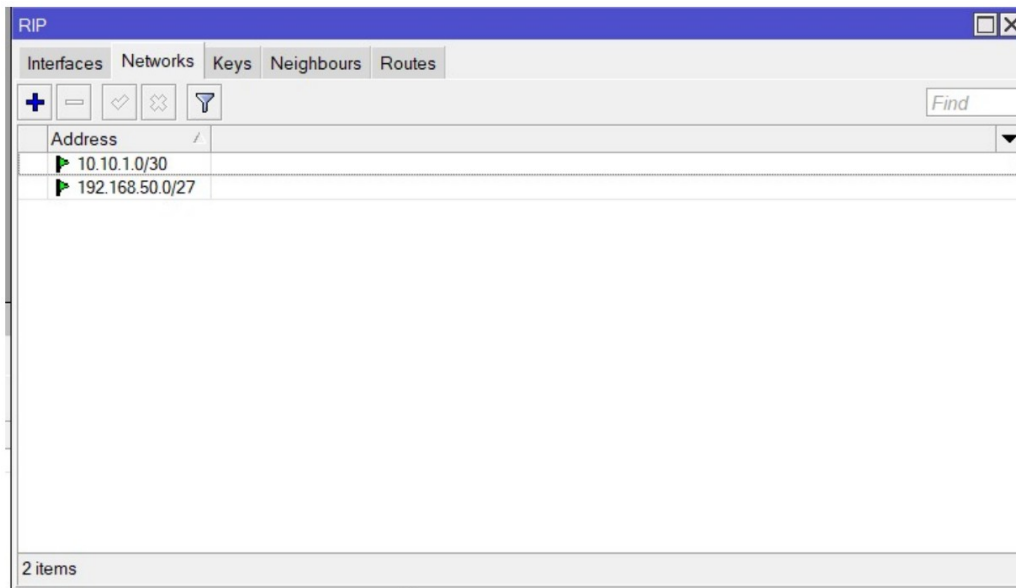 RIP
Interfaces Networks Keys Neighbours Routes
Find
Address
10.10.1.0/30
192.168.50.0/27
2 items